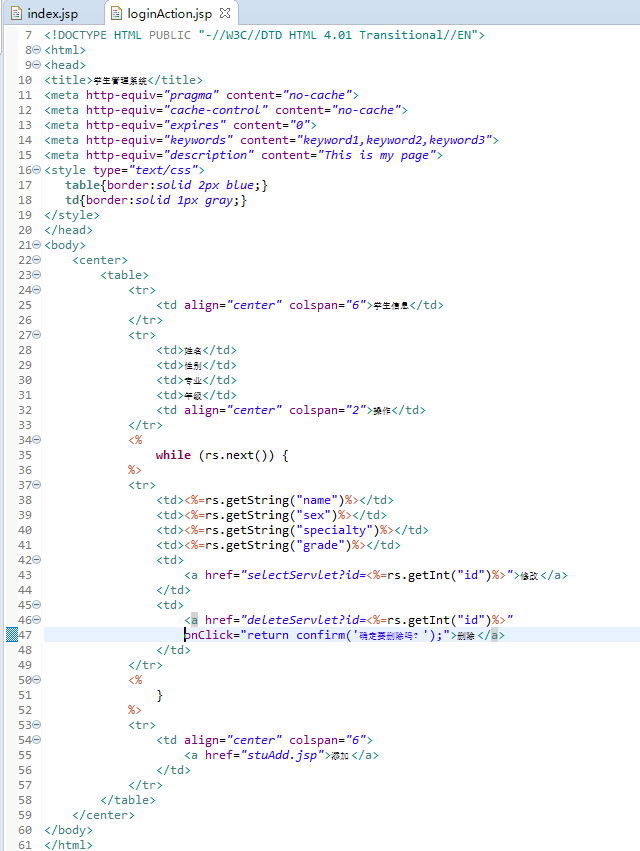 index.jsp loginAction.jsp
7 <!DOCTYPE HTML PUBLIC "-//W3C//DTD HTML 4.01 Transitional//EN">
8 <html>
9 <head>
10 <title>学生管理系统</title>
11 <meta http-equiv="pragma" content="no-cache">
12 <meta http-equiv="cache-control" content="no-cache">
13 <meta http-equiv="expires" content="0">
14 <meta http-equiv="keywords" content="keyword1,keyword2,keyword3">
15 <meta http-equiv="description" content="This is my page">
16 <style type="text/css">
17 table{border:solid 2px blue;}
18 td{border:solid 1px gray;}
19 </style>
20 </head>
21 <body>
22 <center>
23 <table>
24 <tr>
25 <td align="center" colspan="6">学生信息</td>
26 </tr>
27 <tr>
28 <td>姓名</td>
29 <td>性别</td>
30 <td>专业</td>
31 <td>年级</td>
32 <td align="center" colspan="2">操作</td>
33 </tr>
34 <%
35 while (rs.next()) {
36 %>
37 <tr>
38 <td><%=rs.getString("name")%></td>
39 <td><%=rs.getString("sex")%></td>
40 <td><%=rs.getString("specialty")%></td>
41 <td><%=rs.getString("grade")%></td>
42 <td>
43 <a href="selectServlet?id=<%=rs.getInt("id")%>">修改</a>
44 </td>
45 <td>
46 <a href="deleteServlet?id=<%=rs.getInt("id")%>"
47 onClick="return confirm('确定要删除吗？');">删除</a>
48 </td>
49 </tr>
50 <%
51 }
52 %>
53 <tr>
54 <td align="center" colspan="6">
55 <a href="stuAdd.jsp">添加</a>
56 </td>
57 </tr>
58 </table>
59 </center>
60 </body>
61 </html>